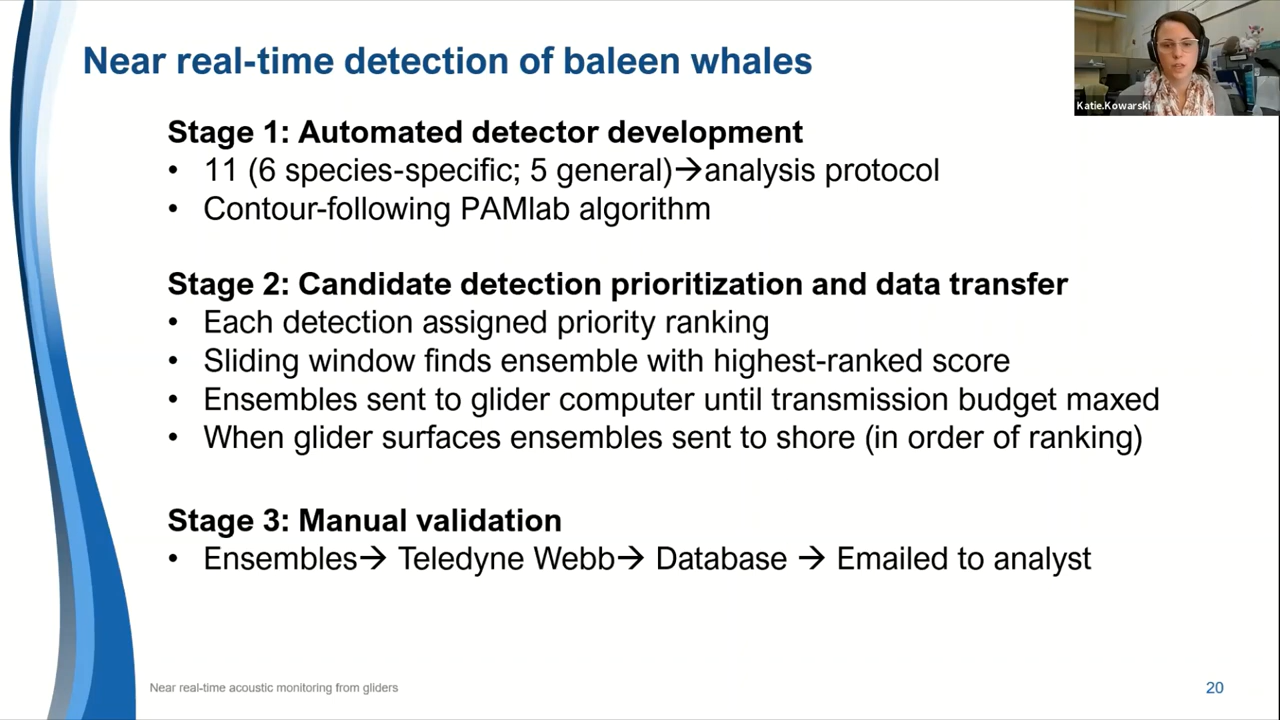 Near real-time detection of baleen whales
Katie.Kowarski
Stage 1: Automated detector development
• 11 (6 species-specific; 5 general)→analysis protocol
• Contour-following PAMlab algorithm
Stage 2: Candidate detection prioritization and data transfer
• Each detection assigned priority ranking
• Sliding window finds ensemble with highest-ranked score
• Ensembles sent to glider computer until transmission budget maxed
• When glider surfaces ensembles sent to shore (in order of ranking)
Stage 3: Manual validation
• Ensembles→ Teledyne Webb→ Database → Emailed to analyst
Near real-time acoustic monitoring from gliders
20